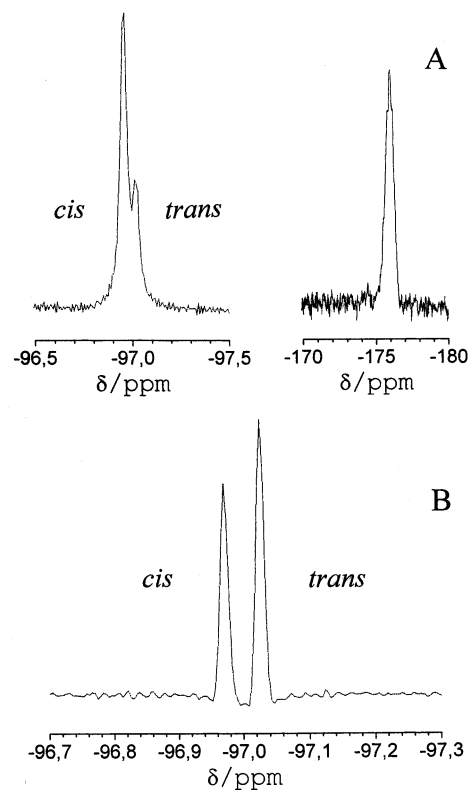 A
cis
trans
-96,5 -97,0 -97,5
δ/ppm
-170 -175 -180
δ/ppm
B
cis
trans
-96,7 -96,8 -96,9 -97,0 -97,1 -97,2 -97,3
δ/ppm